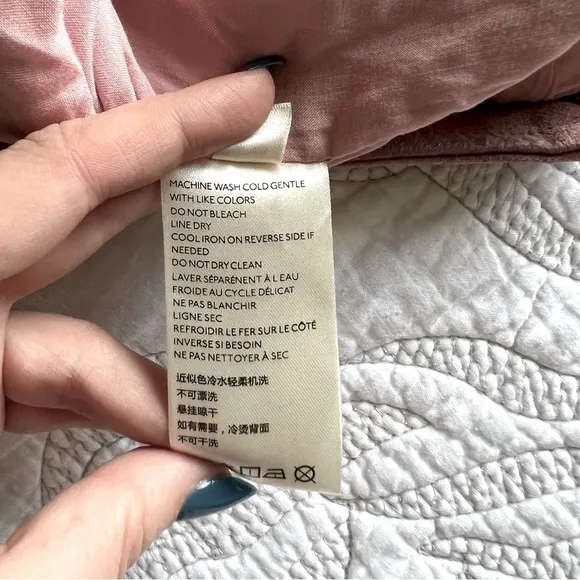 MACHINE WASH COLD GENTLE
WITH LIKE COLORS
DO NOT BLEACH
LINE DRY
COOL IRON ON REVERSE SIDE IF
NEEDED
DO NOT DRY CLEAN
LAVER SÉPARÉNENT À L EAU
FROIDE AU CYCLE DÉLICAT
NE PAS BLANCHIR
LIGNE SEC
REFROIDIR LE FER SUR LE CÔTÉ
INVERSE SI BESOIN
NE PAS NETTOYER À SEC
近似色冷水轻柔机洗
不可漂洗
悬挂晾干
如有需要，冷烫背面
不可干洗